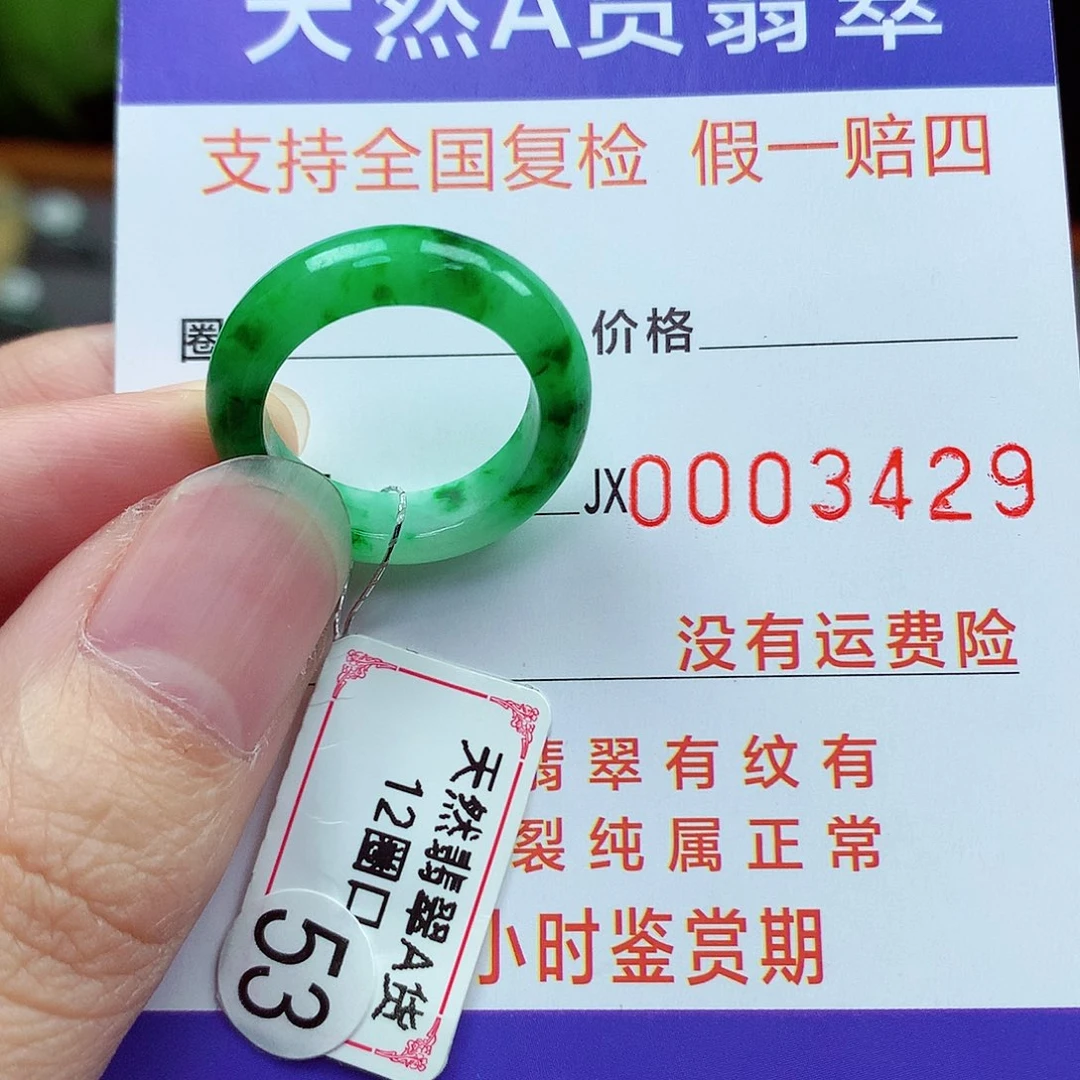 天然A货翡翠
支持全国复检 假一赔四
圈
价格
JX0003429
没有运费险
翡翠有纹有
裂纯属正常
小时鉴赏期
天然翡翠A货
12圈口
53